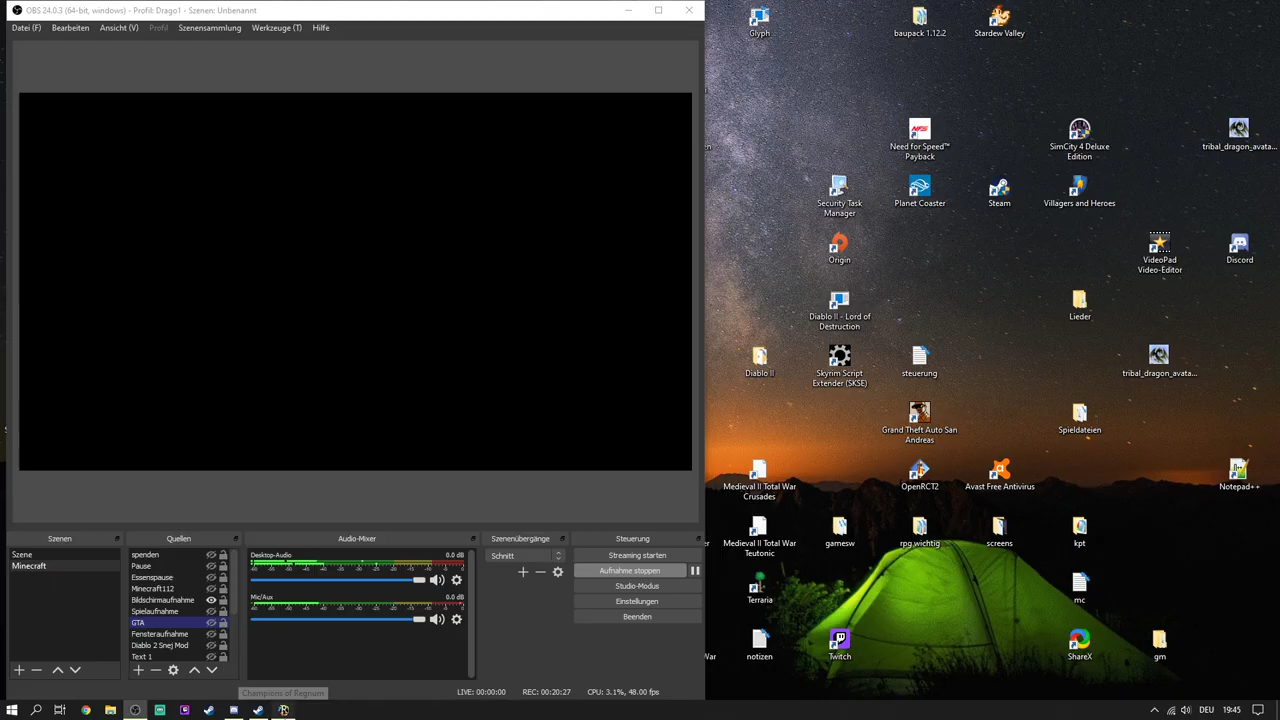 OBS 24.0.3 (64-bit, windows) - Profil: Drago1 - Szenen: Unbenannt
Datei (F)
Bearbeiten
Ansicht (V)
Profil
Szenensammlung
Werkzeuge (T)
Hilfe
Glyph
baupack 1.12.2
Stardew Valley
Need for Speed™
Payback
SimCity 4 Deluxe
Edition
tribal_dragon_avata...
Security Task
Manager
Planet Coaster
Steam
Villagers and Heroes
Origin
VideoPad
Video-Editor
Discord
Diablo II - Lord of
Destruction
Lieder
Diablo II
Skyrim Script
Extender (SKSE)
steuerung
tribal_dragon_avata...
Grand Theft Auto San
Andreas
Spieldateien
Medieval II Total War
Crusades
OpenRCT2
Avast Free Antivirus
Notepad++
Medieval II Total War
Teutonic
gamesw
rpg wichtig
screens
kpt
Terraria
mc
notizen
Twitch
ShareX
gm
Szenen
Szene
Minecraft
Quellen
spenden
Pause
Essenspause
Minecraft112
Bildschirmaufnahme
Spielaufnahme
GTA
Fensteraufnahme
Diablo 2 Snej Mod
Text 1
Audio-Mixer
Desktop-Audio
0.0 dB
Mic/Aux
0.0 dB
Szenenübergänge
Schnitt
Steuerung
Streaming starten
Aufnahme stoppen
Studio-Modus
Einstellungen
Beenden
Champions of Regnum
LIVE: 00:00:00
REC: 00:20:27
CPU: 3.1%, 48.00 fps
DEU
19:45